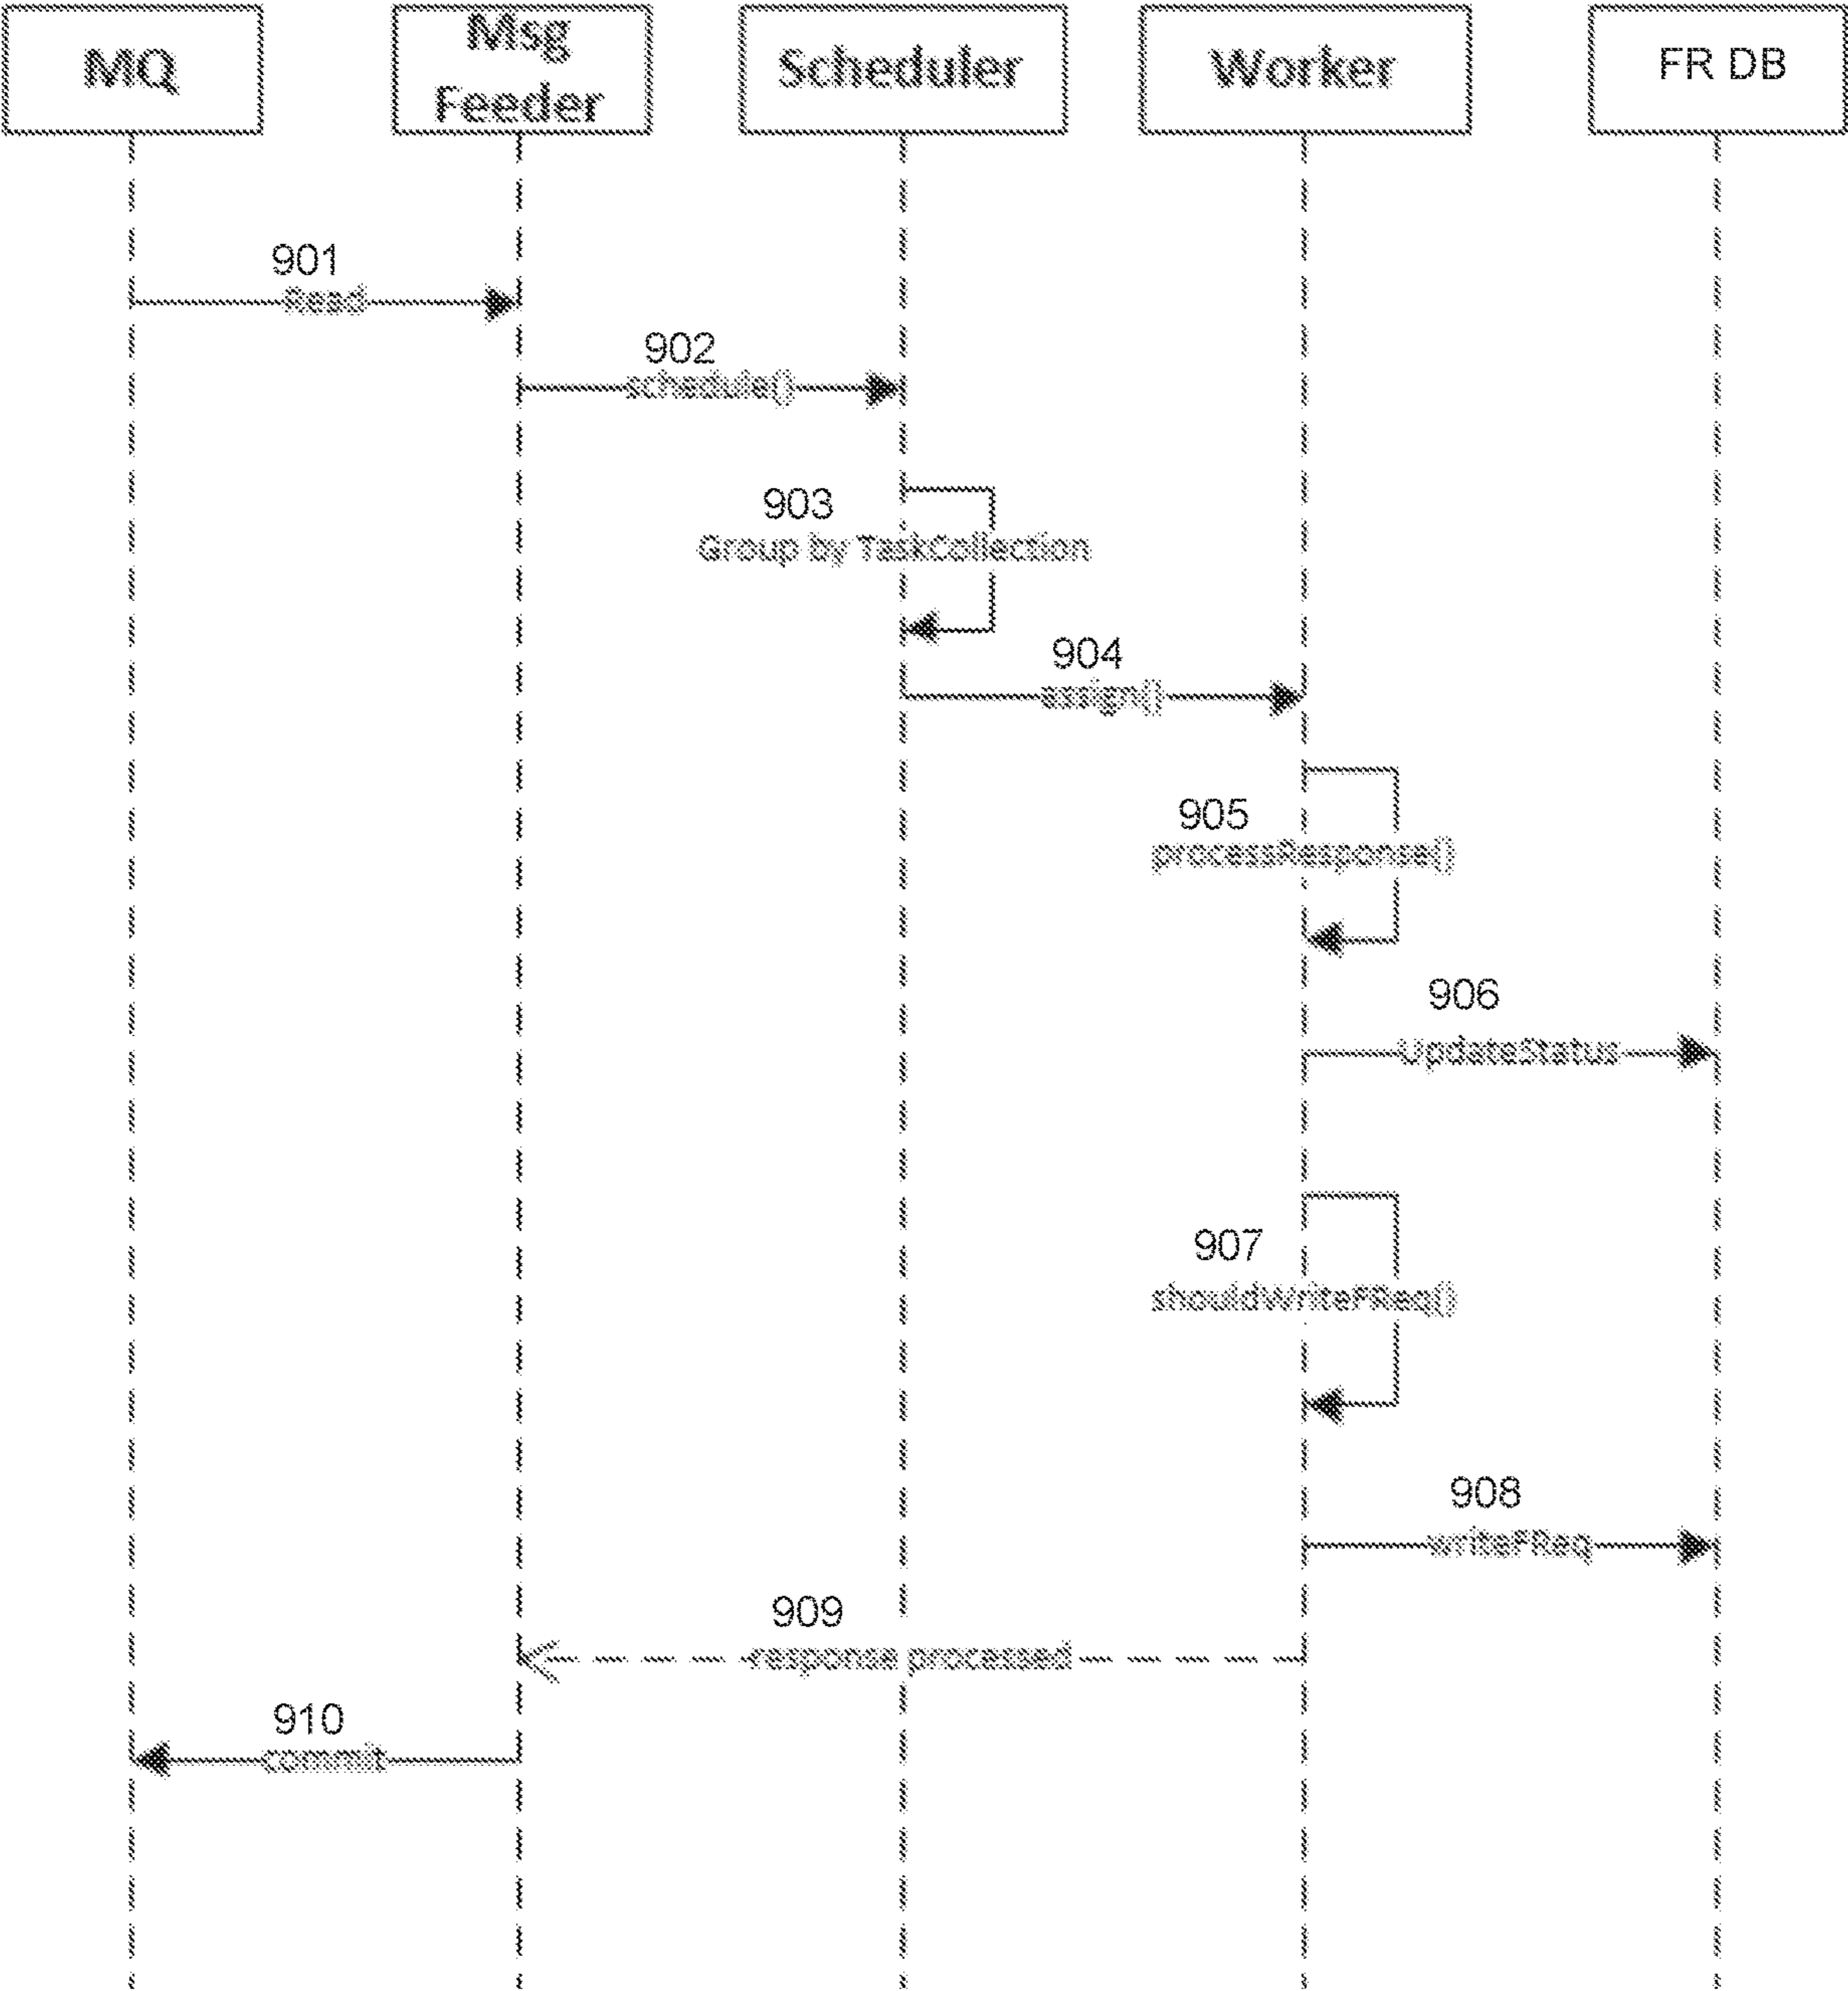 MQ
Msg
Feeder
Scheduler
Worker
FR DB
901
Read
902
schedule()
903
Group by TaskCollection
904
assign()
905
processResponse()
906
UpdateStatus
907
shouldWriteFReq()
908
writeFReq
909
response processed
910
commit